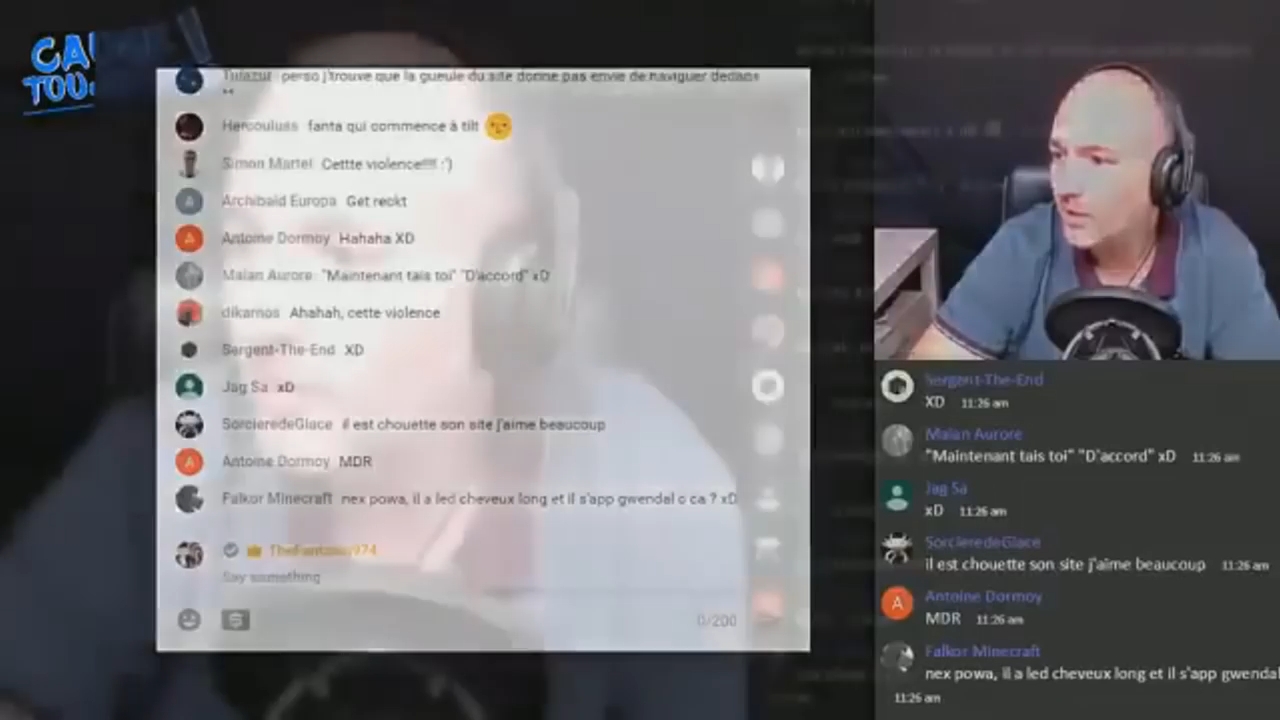 CA
TOU
Tulazur perso j'trouve que la gueule du site donne pas envie de naviguer dedans
^^
Hercouluss fanta qui commence à tilt
Simon Martel Cettte violence!!!! :')
Archibald Europa Get reckt
Antoine Dormoy Hahaha XD
Malan Aurore "Maintenant tais toi" "D'accord" xD
dikarnos Ahahah, cette violence
Sergent-The-End XD
Jag Sa xD
SorcieredeGlace il est chouette son site j'aime beaucoup
Antoine Dormoy MDR
Falkor Minecraft nex powa, il a led cheveux long et il s'app gwendal o ca ? xD
Say something
0/200
Sergent-The-End
XD 11:26 am
Malan Aurore
"Maintenant tais toi" "D'accord" xD 11:26 am
Jag Sa
xD 11:26 am
SorcieredeGlace
il est chouette son site j'aime beaucoup 11:26 am
Antoine Dormoy
MDR 11:26 am
Falkor Minecraft
nex powa, il a led cheveux long et il s'app gwendal
11:26 am